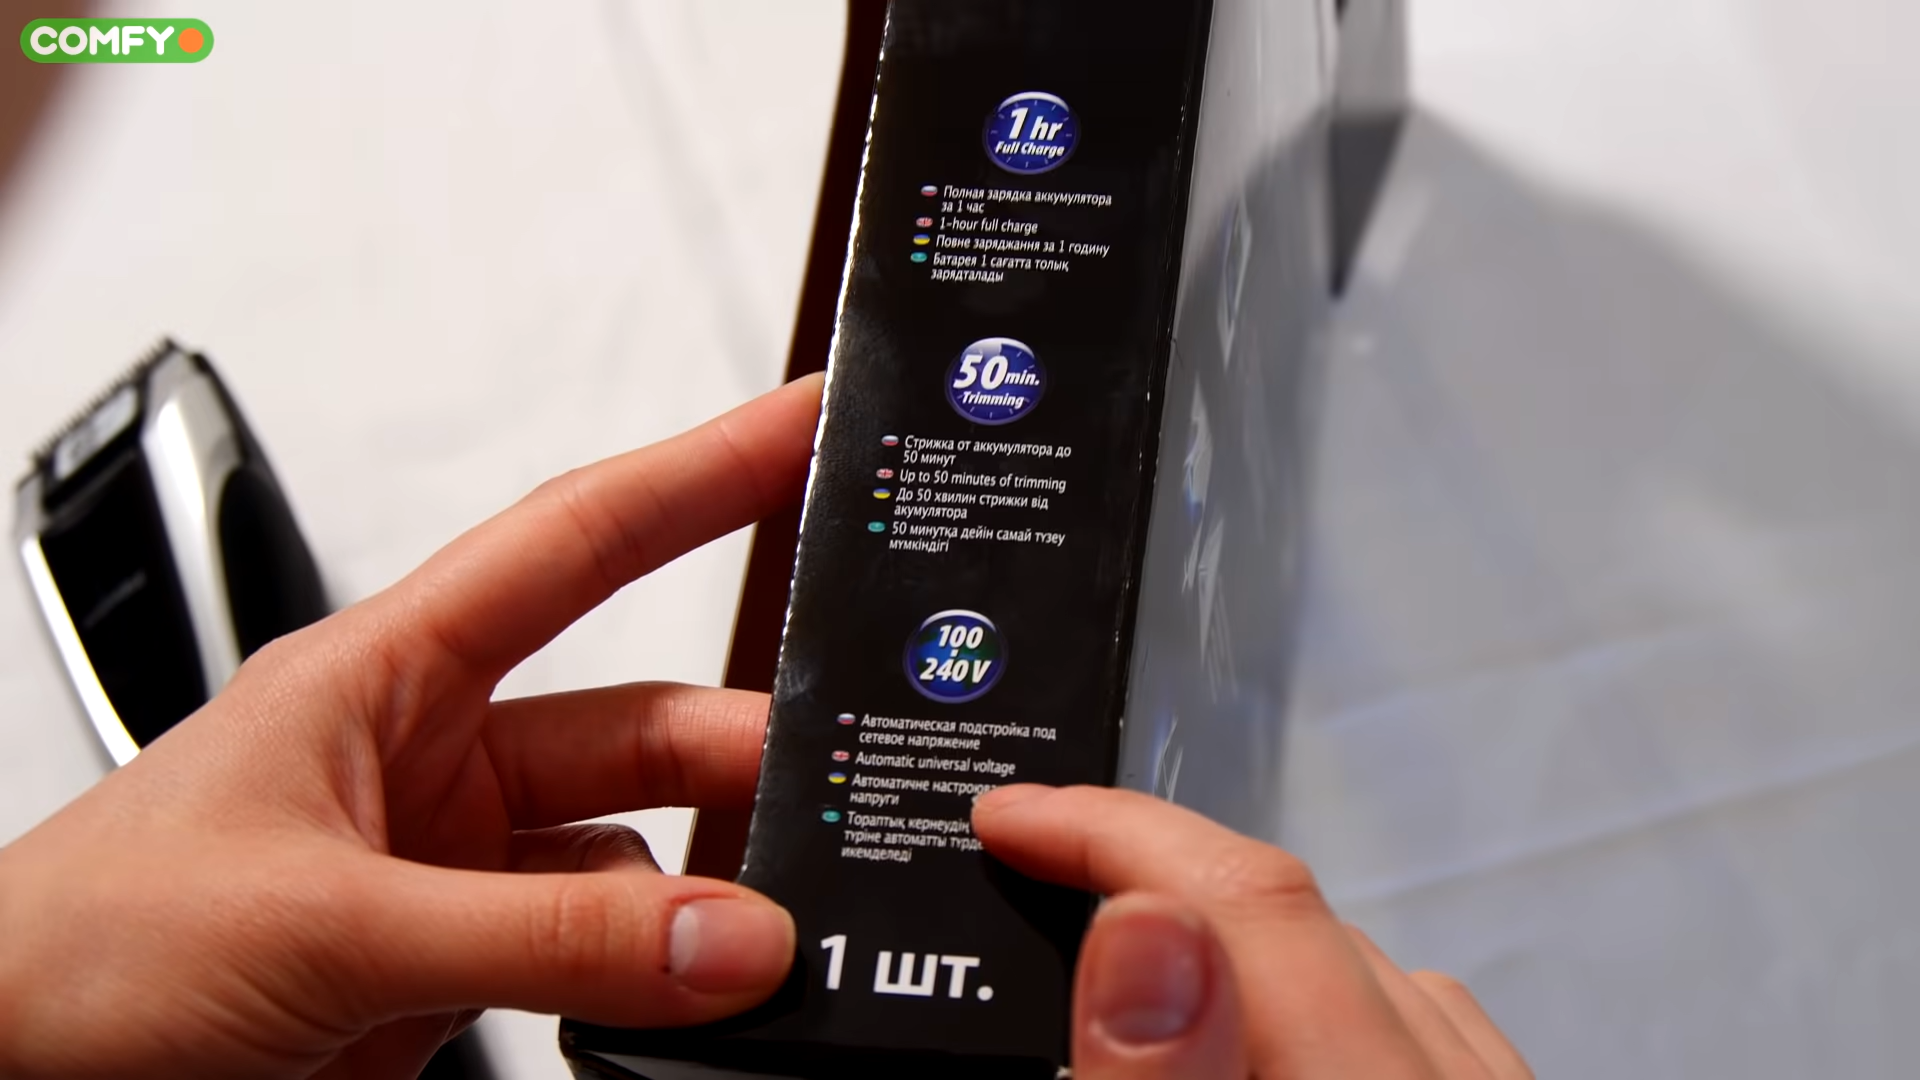 COMFY
1 hr
Full Charge
Полная зарядка аккумулятора
за 1 час
1-hour full charge
Повне заряджання за 1 годину
Батарея 1 сағатта толық
зарядталады
50 min.
Trimming
Стрижка от аккумулятора до
50 минут
Up to 50 minutes of trimming
До 50 хвилин стрижки від
акумулятора
50 минутқа дейін самай түзеу
мүмкіндігі
100
-
240 V
Автоматическая подстройка под
сетевое напряжение
Automatic universal voltage
Автоматичне
напруги
Тораптық кернеудің
түріне автоматты
икемделеді
1 шт.